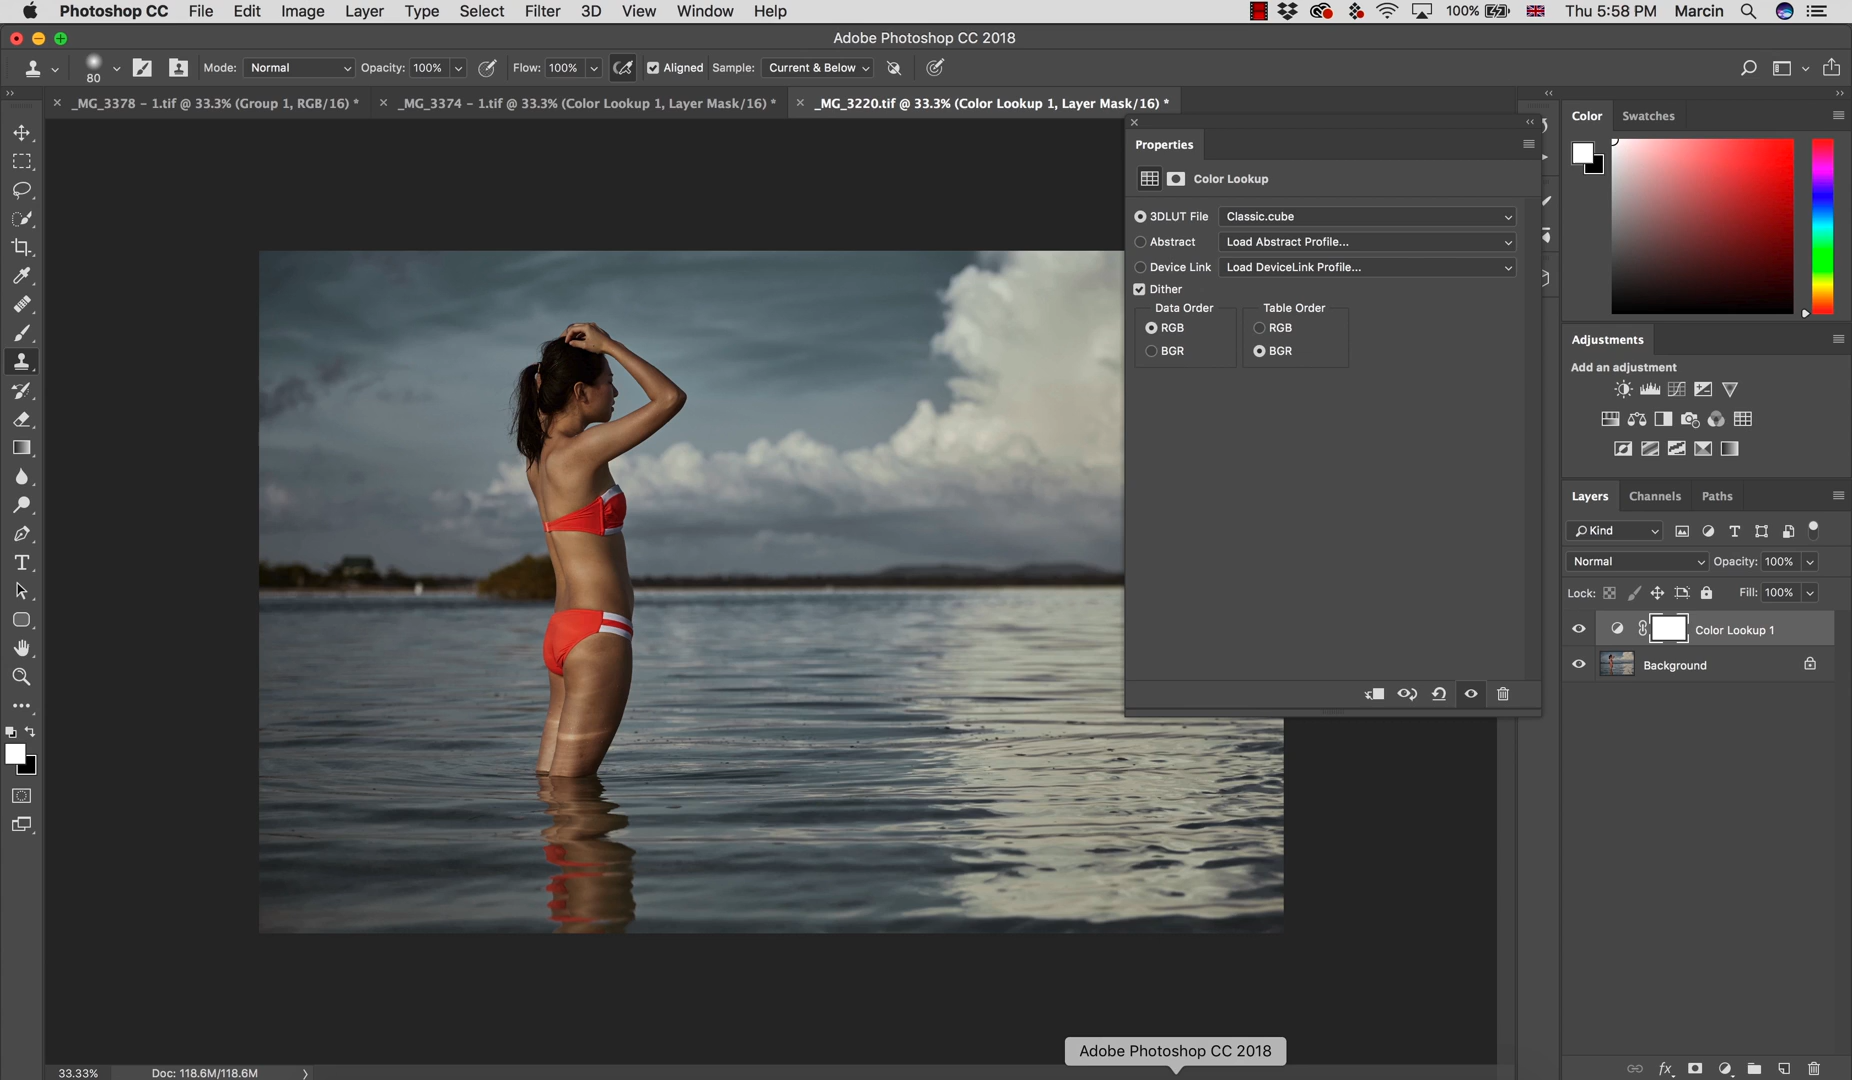 Photoshop CC File Edit Image Layer Type Select Filter 3D View Window Help 100% Thu 5:58 PM Marcin
Adobe Photoshop CC 2018
80 Mode: Normal Opacity: 100% Flow: 100% Aligned Sample: Current & Below
_MG_3378 - 1.tif @ 33.3% (Group 1, RGB/16) * _MG_3374 - 1.tif @ 33.3% (Color Lookup 1, Layer Mask/16) * _MG_3220.tif @ 33.3% (Color Lookup 1, Layer Mask/16) *
Properties
Color Lookup
3DLUT File Classic.cube
Abstract Load Abstract Profile...
Device Link Load DeviceLink Profile...
Dither
Data Order Table Order
RGB RGB
BGR BGR
Color Swatches
Adjustments
Add an adjustment
Layers Channels Paths
Kind
Normal Opacity: 100%
Lock: Fill: 100%
Color Lookup 1
Background
fx
Adobe Photoshop CC 2018
33.33% Doc: 118.6M/118.6M